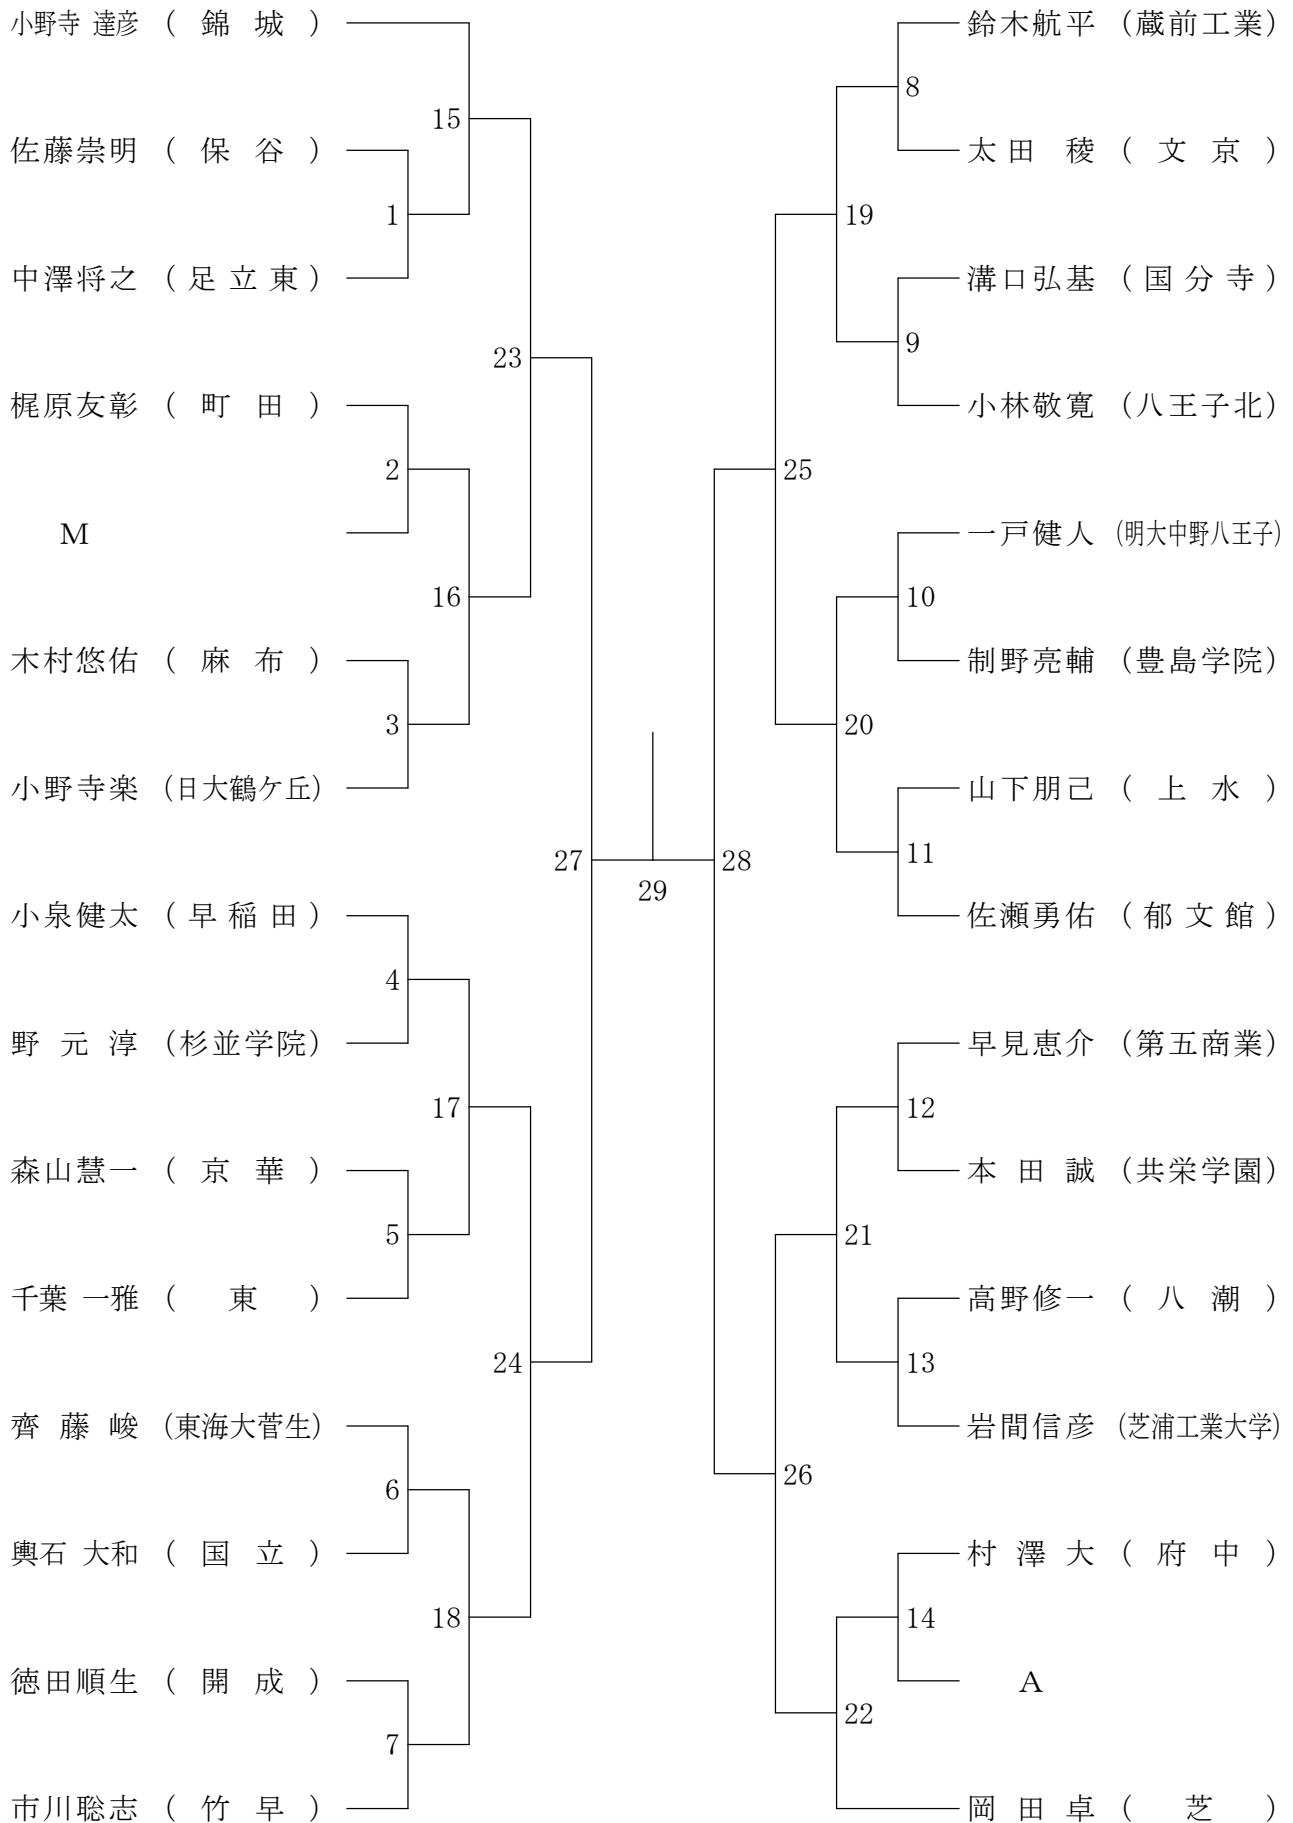 小野寺 達彦 ( 錦 城 )
15
佐藤崇明 ( 保 谷 )
1
中澤将之 ( 足 立 東 )
23
梶原友彰 ( 町 田 )
2
M
16
木村悠佑 ( 麻 布 )
3
小野寺楽 (日大鶴ケ丘)
27
小泉健太 ( 早 稲 田 )
4
野 元 淳 (杉並学院)
17
森山慧一 ( 京 華 )
5
千葉 一雅 ( 東 )
24
齊 藤 峻 (東海大菅生)
6
輿石 大和 ( 国 立 )
18
徳田順生 ( 開 成 )
7
市川聡志 ( 竹 早 )
29
鈴木航平 (蔵前工業)
8
太 田 稜 ( 文 京 )
19
溝口弘基 ( 国 分 寺 )
9
小林敬寛 (八王子北)
25
一戸健人 (明大中野八王子)
10
制野亮輔 (豊島学院)
20
山下朋己 ( 上 水 )
11
佐瀬勇佑 ( 郁 文 館 )
28
早見恵介 (第五商業)
12
本 田 誠 (共栄学園)
21
高野修一 ( 八 潮 )
13
岩間信彦 (芝浦工業大学)
26
村 澤 大 ( 府 中 )
14
A
22
岡 田 卓 ( 芝 )